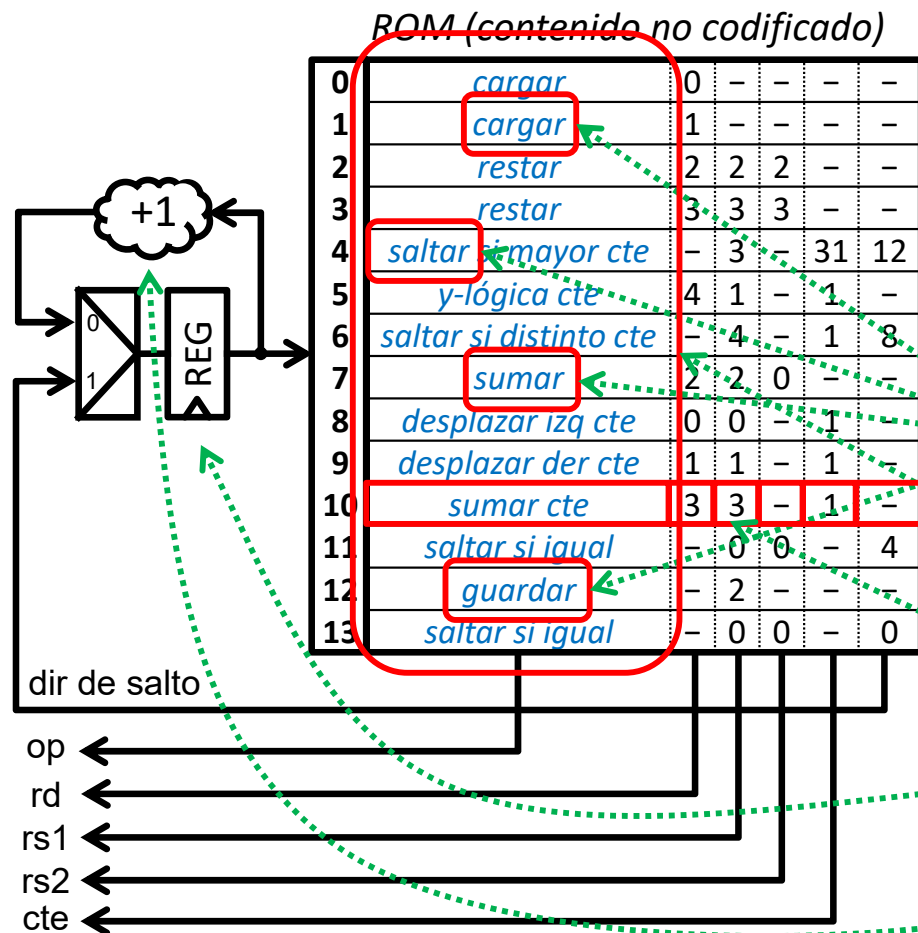 ROM (contenido no codificado)
0 cargar 0 – – – –
1 cargar 1 – – – –
2 restar 2 2 2 – –
3 restar 3 3 3 – –
4 saltar si mayor cte – 3 – 31 12
5 y-lógica cte 4 1 – 1 –
6 saltar si distinto cte – 4 – 1 8
7 sumar 2 2 0 – –
8 desplazar izq cte 0 0 – 1 –
9 desplazar der cte 1 1 – 1 –
10 sumar cte 3 3 – 1 –
11 saltar si igual – 0 0 – 4
12 guardar – 2 – – –
13 saltar si igual – 0 0 – 0
+1
0
1
REG
dir de salto
op
rd
rs1
rs2
cte